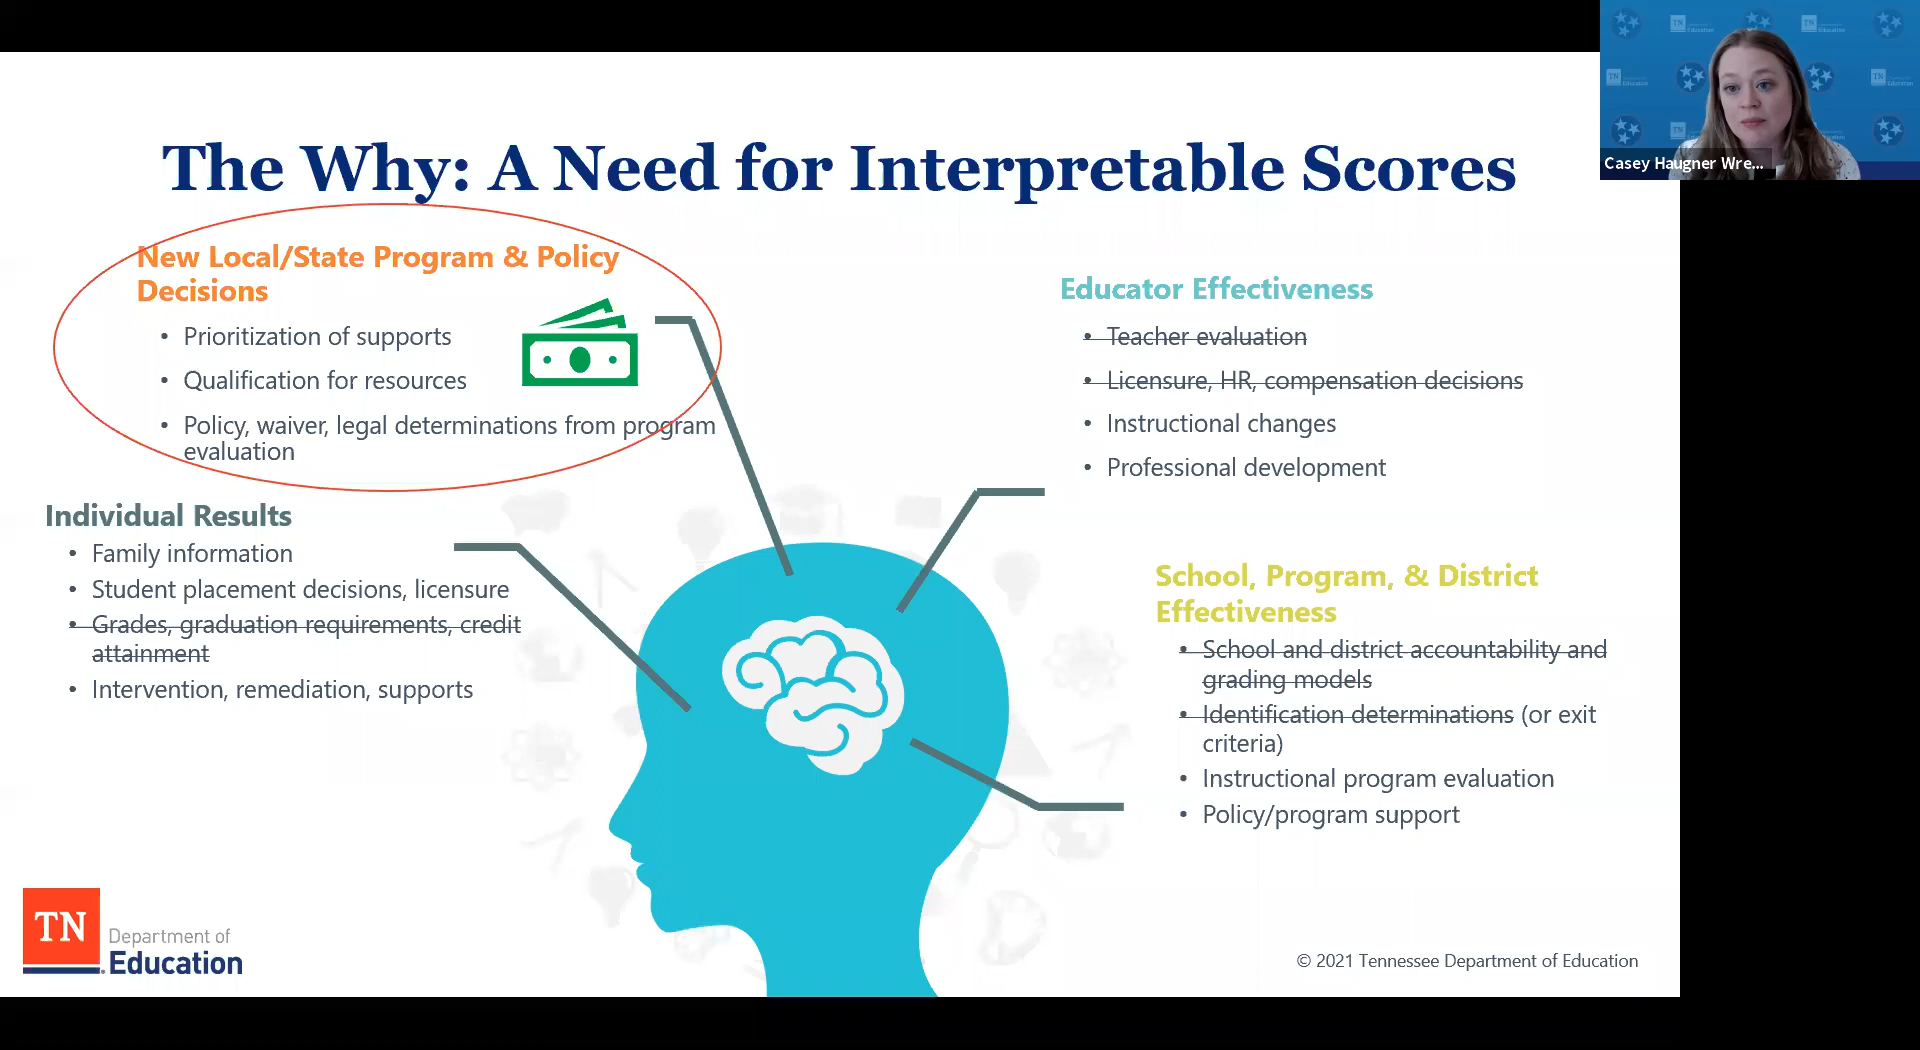 The Why: A Need for Interpretable Scores
New Local/State Program & Policy
Decisions
• Prioritization of supports
• Qualification for resources
• Policy, waiver, legal determinations from program
evaluation
Individual Results
• Family information
• Student placement decisions, licensure
• Grades, graduation requirements, credit
attainment
• Intervention, remediation, supports
Educator Effectiveness
• Teacher evaluation
• Licensure, HR, compensation decisions
• Instructional changes
• Professional development
School, Program, & District
Effectiveness
• School and district accountability and
grading models
• Identification determinations (or exit
criteria)
• Instructional program evaluation
• Policy/program support
TN
Department of
Education
© 2021 Tennessee Department of Education
Casey Haugner Wre...